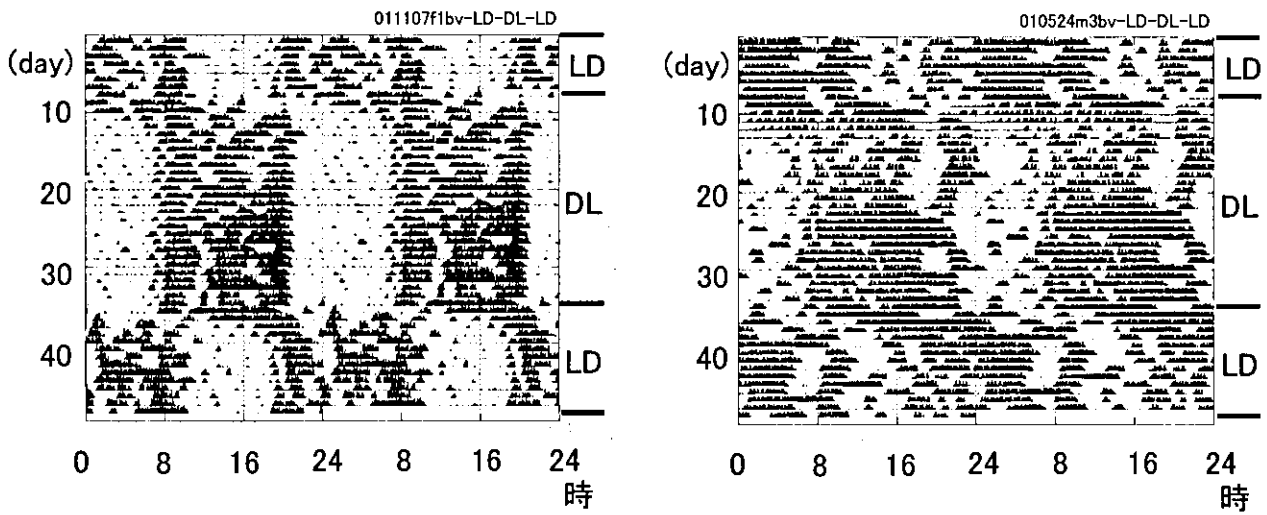 011107f1bv-LD-DL-LD
(day)
10
20
30
40
LD
DL
LD
0 8 16 24 8 16 24
時
010524m3bv-LD-DL-LD
(day)
10
20
30
40
LD
DL
LD
0 8 16 24 8 16 24
時